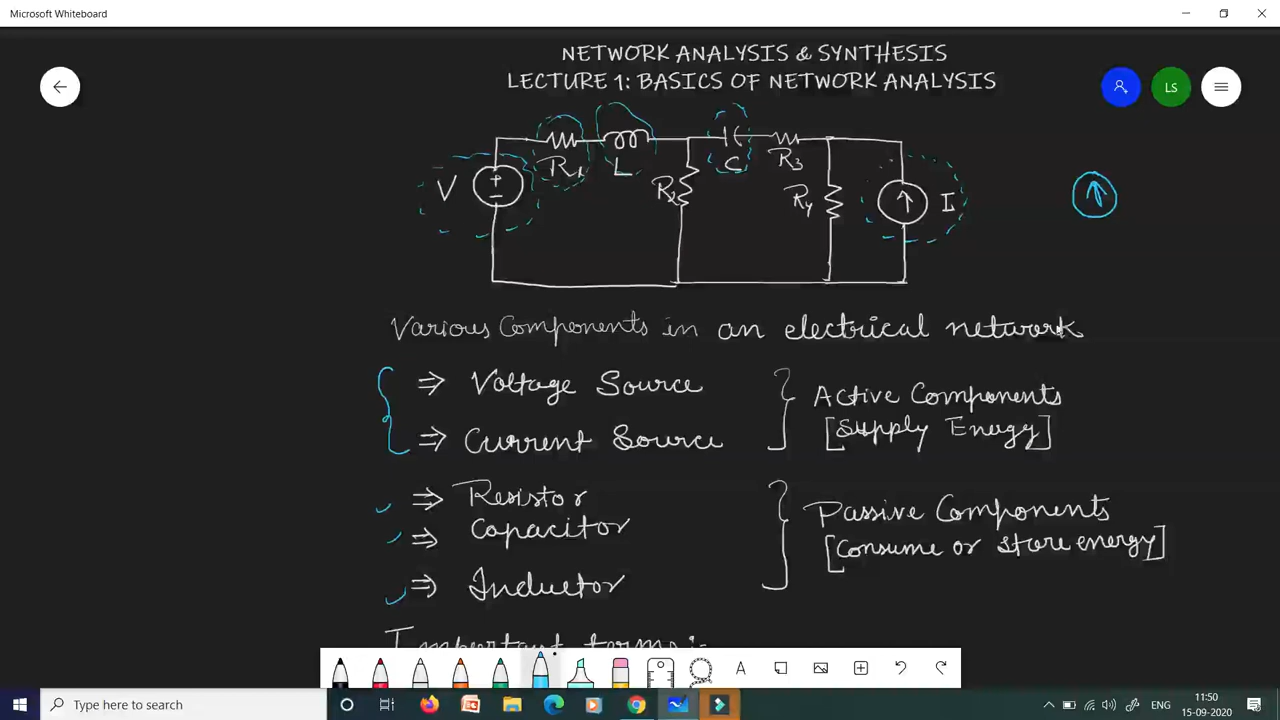 Microsoft Whiteboard
NETWORK ANALYSIS & SYNTHESIS
LECTURE 1: BASICS OF NETWORK ANALYSIS
LS
V
R1
L
R2
C
R3
R4
I
Various Components in an electrical network
⇒ Voltage Source
⇒ Current Source
Active Components
[Supply Energy]
⇒ Resistor
⇒ Capacitor
⇒ Inductor
Passive Components
[Consume or store energy]
Important terms:-
A
Type here to search
ENG
11:50
15-09-2020